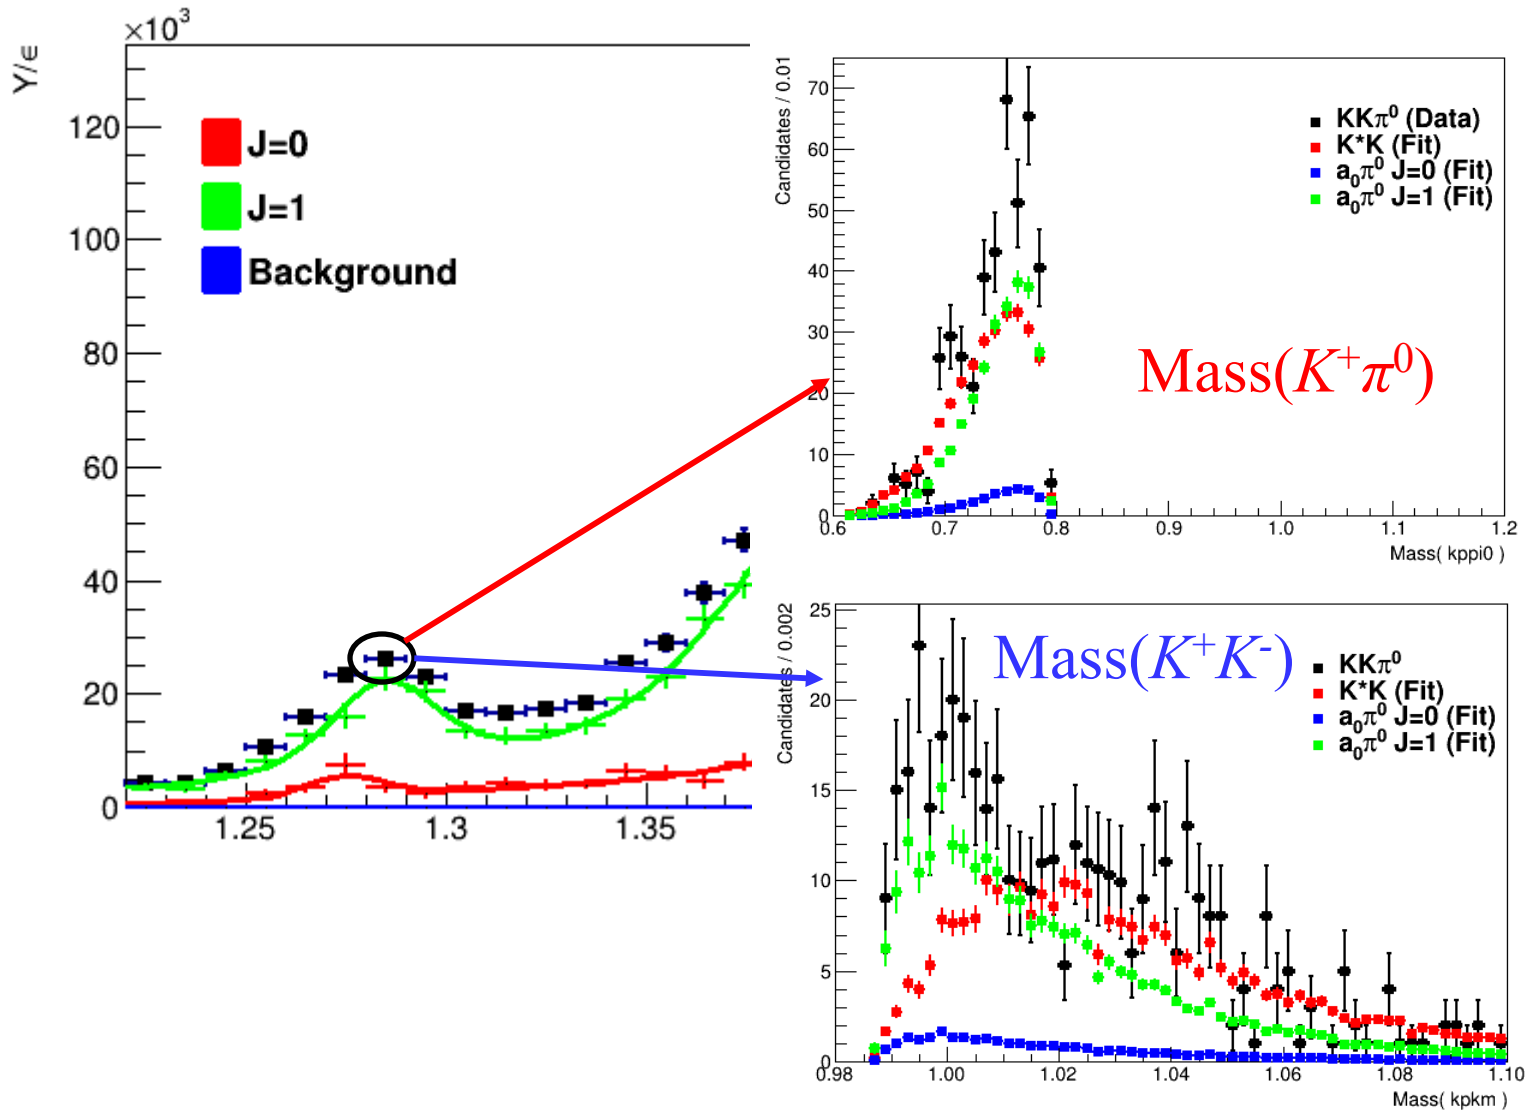 ×10³
Y/ϵ
120
100
80
60
40
20
0
1.25
1.3
1.35
J=0
J=1
Background
Candidates / 0.01
70
60
50
40
30
20
10
0
0.6
0.7
0.8
0.9
1.0
1.1
1.2
Mass( kppi0 )
KKπ⁰ (Data)
K*K (Fit)
a₀π⁰ J=0 (Fit)
a₀π⁰ J=1 (Fit)
Mass(K⁺π⁰)
Candidates / 0.002
25
20
15
10
5
0
0.98
1.00
1.02
1.04
1.06
1.08
1.10
Mass( kpkm )
Mass(K⁺K⁻)
KKπ⁰
K*K (Fit)
a₀π⁰ J=0 (Fit)
a₀π⁰ J=1 (Fit)